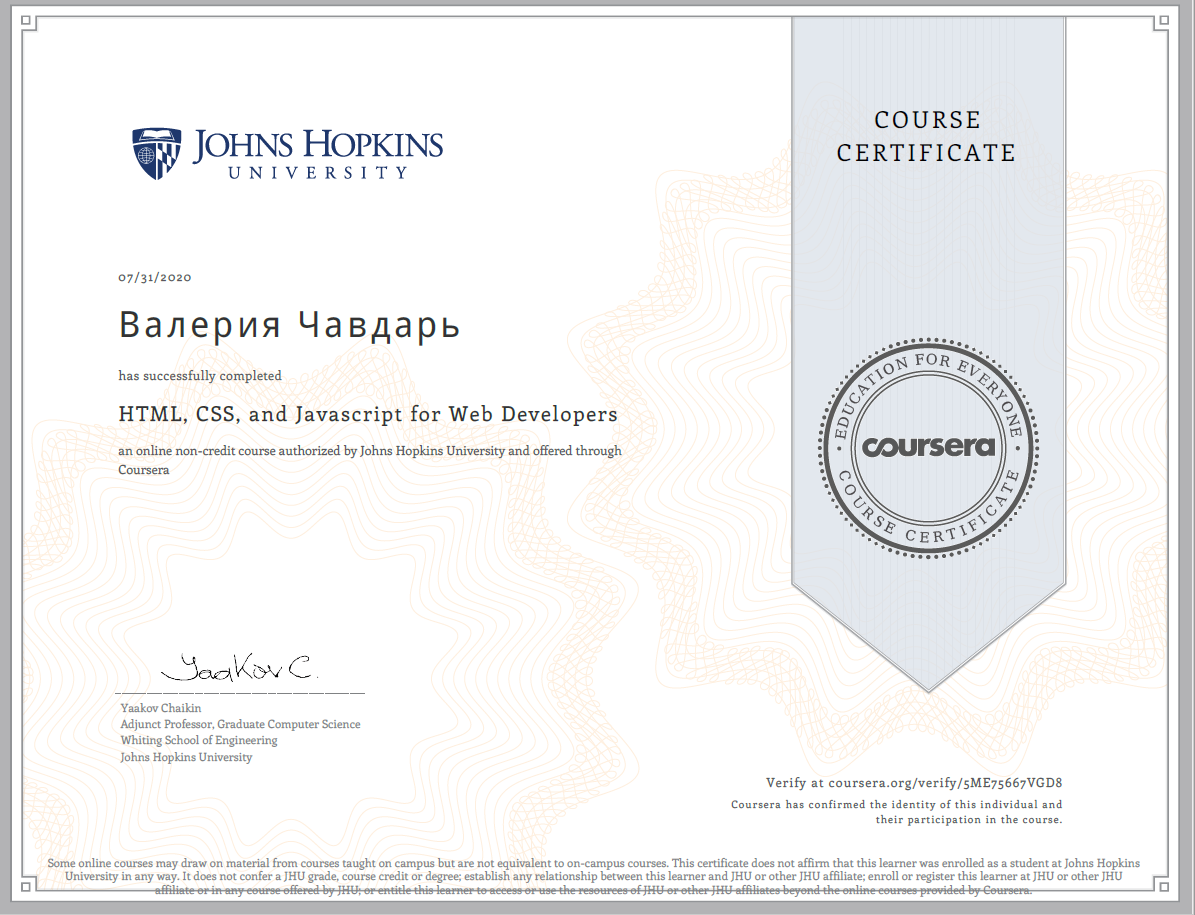 JOHNS HOPKINS
UNIVERSITY
COURSE
CERTIFICATE
07/31/2020
Валерия Чавдарь
has successfully completed
HTML, CSS, and Javascript for Web Developers
an online non-credit course authorized by Johns Hopkins University and offered through
Coursera
EDUCATION FOR EVERYONE
coursera
COURSE CERTIFICATE
Yaakov C.
Yaakov Chaikin
Adjunct Professor, Graduate Computer Science
Whiting School of Engineering
Johns Hopkins University
Verify at coursera.org/verify/5ME75667VGD8
Coursera has confirmed the identity of this individual and
their participation in the course.
Some online courses may draw on material from courses taught on campus but are not equivalent to on-campus courses. This certificate does not affirm that this learner was enrolled as a student at Johns Hopkins
University in any way. It does not confer a JHU grade, course credit or degree; establish any relationship between this learner and JHU or other JHU affiliate; enroll or register this learner at JHU or other JHU
affiliate or in any course offered by JHU; or entitle this learner to access or use the resources of JHU or other JHU affiliates beyond the online courses provided by Coursera.